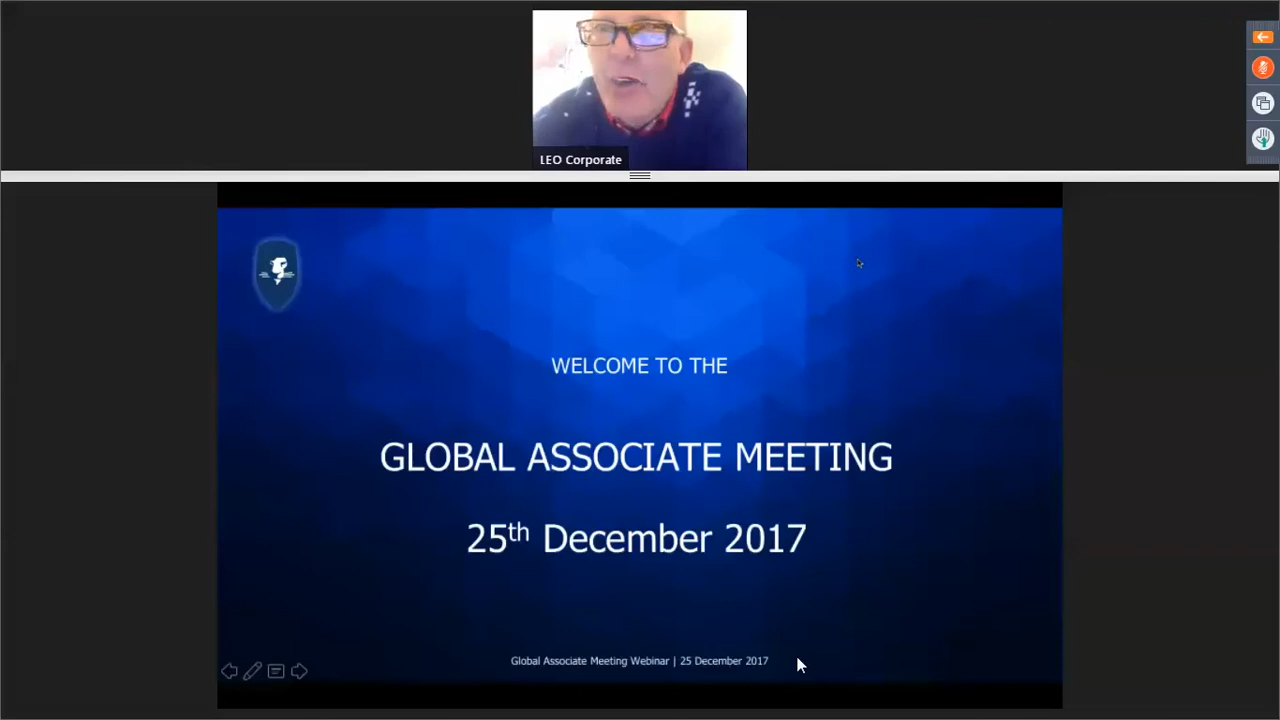 LEO Corporate
WELCOME TO THE
GLOBAL ASSOCIATE MEETING
25th December 2017
Global Associate Meeting Webinar | 25 December 2017